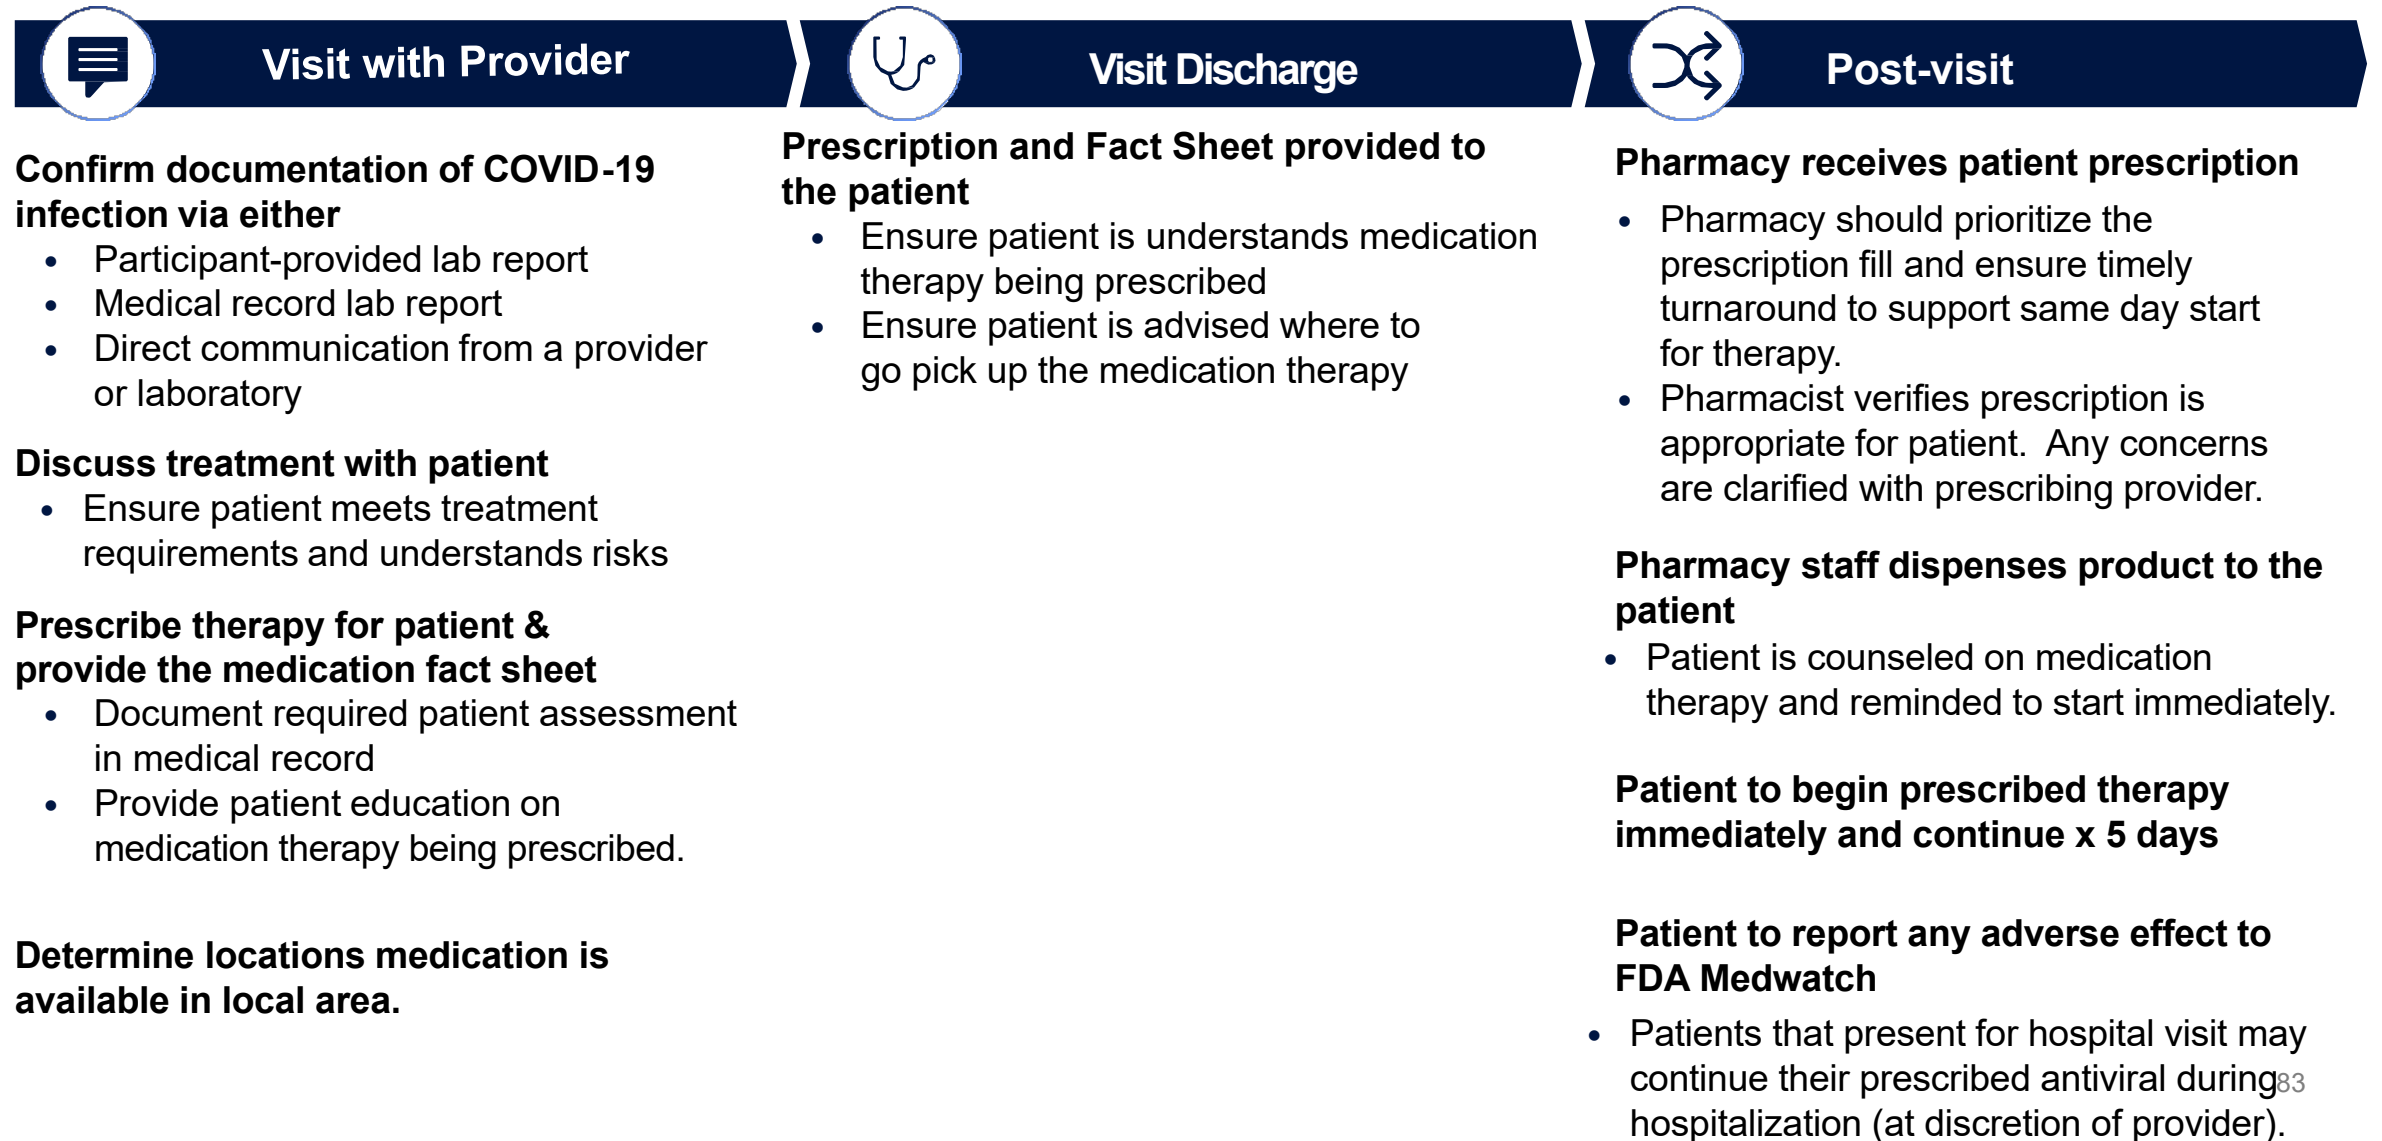 Visit with Provider
Confirm documentation of COVID-19
infection via either
• Participant-provided lab report
• Medical record lab report
• Direct communication from a provider
or laboratory
Discuss treatment with patient
• Ensure patient meets treatment
requirements and understands risks
Prescribe therapy for patient &
provide the medication fact sheet
• Document required patient assessment
in medical record
• Provide patient education on
medication therapy being prescribed.
Determine locations medication is
available in local area.
Visit Discharge
Prescription and Fact Sheet provided to
the patient
• Ensure patient is understands medication
therapy being prescribed
• Ensure patient is advised where to
go pick up the medication therapy
Post-visit
Pharmacy receives patient prescription
• Pharmacy should prioritize the
prescription fill and ensure timely
turnaround to support same day start
for therapy.
• Pharmacist verifies prescription is
appropriate for patient.  Any concerns
are clarified with prescribing provider.
Pharmacy staff dispenses product to the
patient
• Patient is counseled on medication
therapy and reminded to start immediately.
Patient to begin prescribed therapy
immediately and continue x 5 days
Patient to report any adverse effect to
FDA Medwatch
• Patients that present for hospital visit may
continue their prescribed antiviral during
hospitalization (at discretion of provider).
83